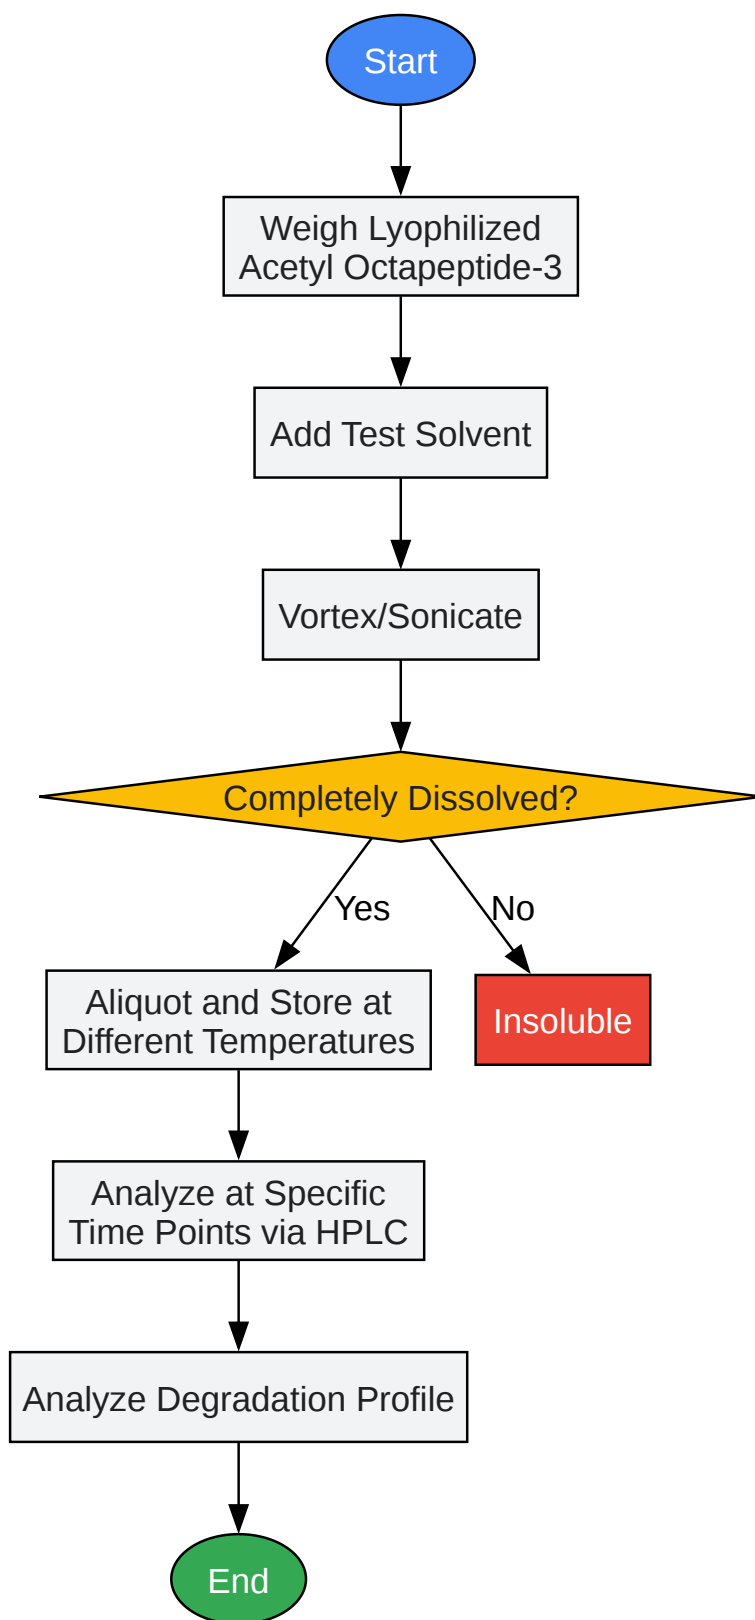 Start
Weigh Lyophilized
Acetyl Octapeptide-3
Add Test Solvent
Vortex/Sonicate
Completely Dissolved?
Yes
No
Aliquot and Store at
Different Temperatures
Insoluble
Analyze at Specific
Time Points via HPLC
Analyze Degradation Profile
End